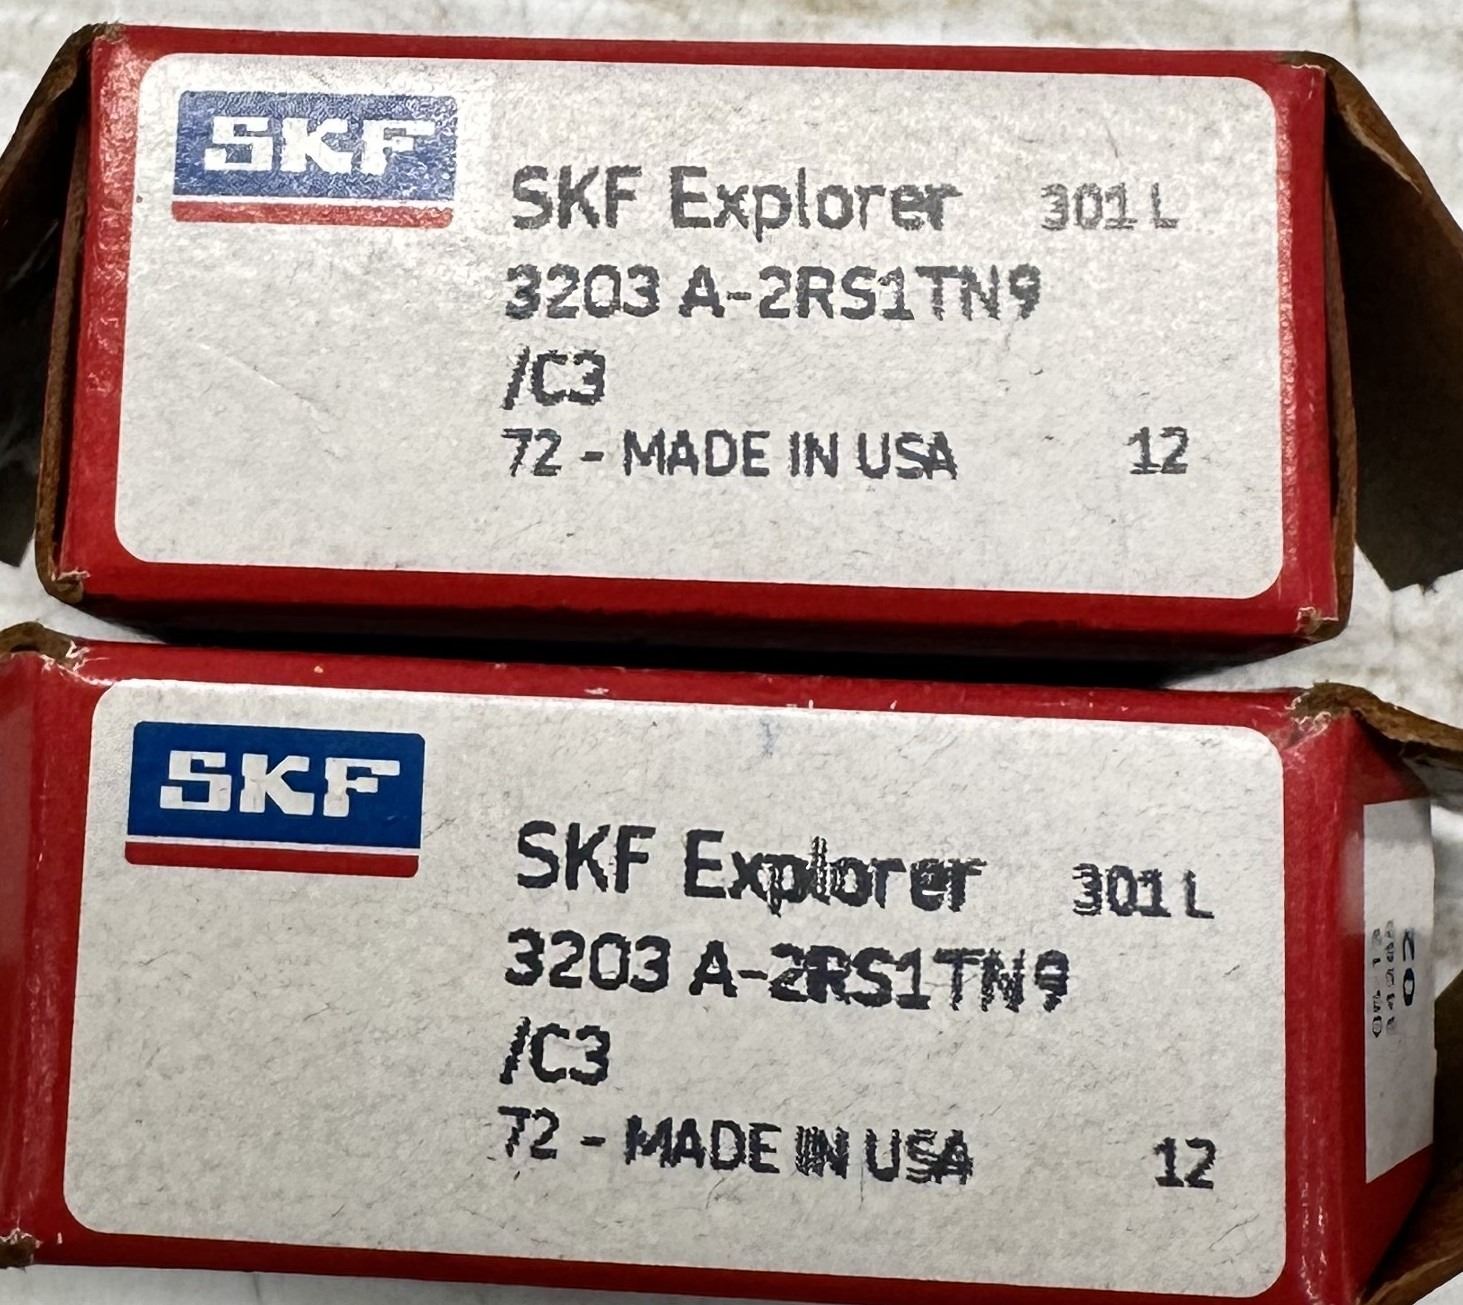 SKF
SKF Explorer 301 L
3203 A-2RS1TN9
/C3
72 - MADE IN USA 12
SKF
SKF Explorer 301 L
3203 A-2RS1TN9
/C3
72 - MADE IN USA 12